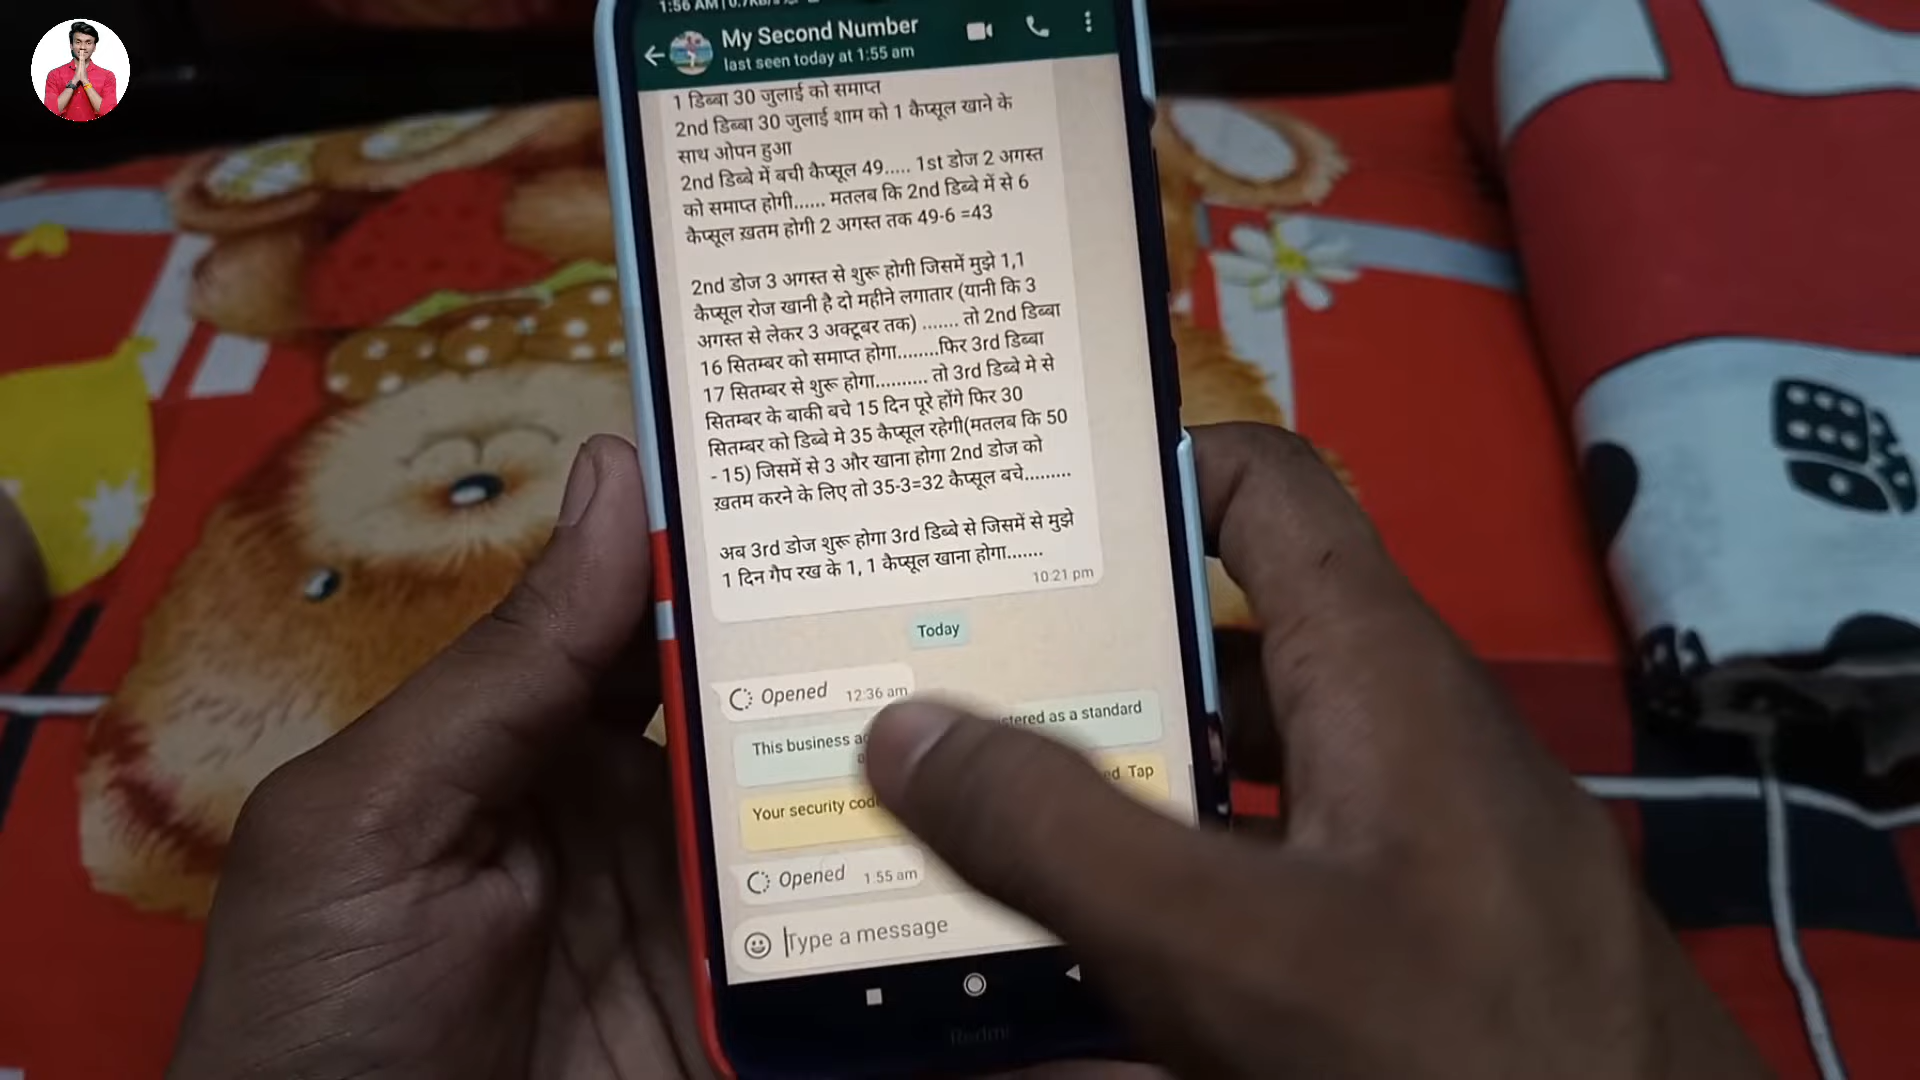 1:56 AM
My Second Number
last seen today at 1:55 am
1 डिब्बा 30 जुलाई को समाप्त
2nd डिब्बा 30 जुलाई शाम को 1 कैप्सूल खाने के
साथ ओपन हुआ
2nd डिब्बे में बची कैप्सूल 49..... 1st डोज 2 अगस्त
को समाप्त होगी...... मतलब कि 2nd डिब्बे में से 6
कैप्सूल ख़तम होगी 2 अगस्त तक 49-6 =43
2nd डोज 3 अगस्त से शुरू होगी जिसमें मुझे 1,1
कैप्सूल रोज खानी है दो महीने लगातार (यानी कि 3
अगस्त से लेकर 3 अक्टूबर तक) ....... तो 2nd डिब्बा
16 सितम्बर को समाप्त होगा........फिर 3rd डिब्बा
17 सितम्बर से शुरू होगा.......... तो 3rd डिब्बे मे से
सितम्बर के बाकी बचे 15 दिन पूरे होंगे फिर 30
सितम्बर को डिब्बे मे 35 कैप्सूल रहेगी(मतलब कि 50
- 15) जिसमें से 3 और खाना होगा 2nd डोज को
ख़तम करने के लिए तो 35-3=32 कैप्सूल बचे.........
अब 3rd डोज शुरू होगा 3rd डिब्बे से जिसमें से मुझे
1 दिन गैप रख के 1, 1 कैप्सूल खाना होगा.......
10:21 pm
Today
Opened 12:36 am
This business stered as a standard
Your security Tap
Opened 1:55 am
Type a message
Redmi